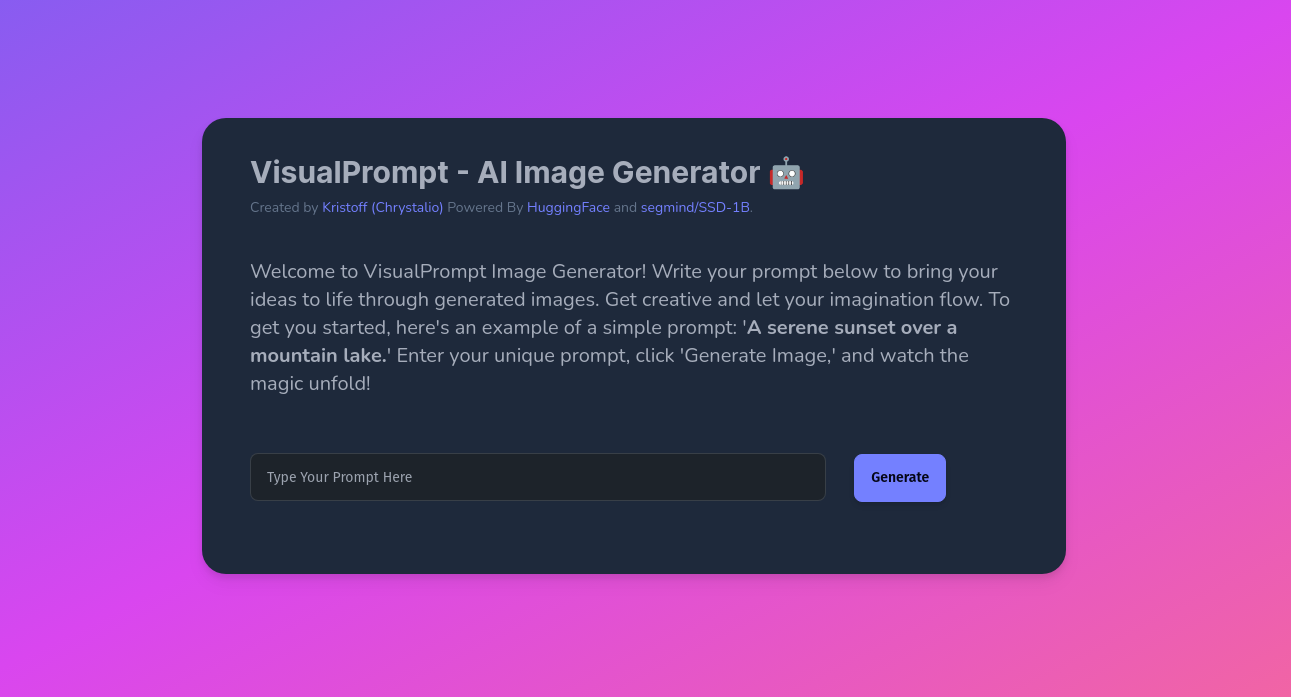 VisualPrompt - AI Image Generator 🤖
Created by Kristoff (Chrystalio) Powered By HuggingFace and segmind/SSD-1B.
Welcome to VisualPrompt Image Generator! Write your prompt below to bring your
ideas to life through generated images. Get creative and let your imagination flow. To
get you started, here's an example of a simple prompt: 'A serene sunset over a
mountain lake.' Enter your unique prompt, click 'Generate Image,' and watch the
magic unfold!
Type Your Prompt Here
Generate